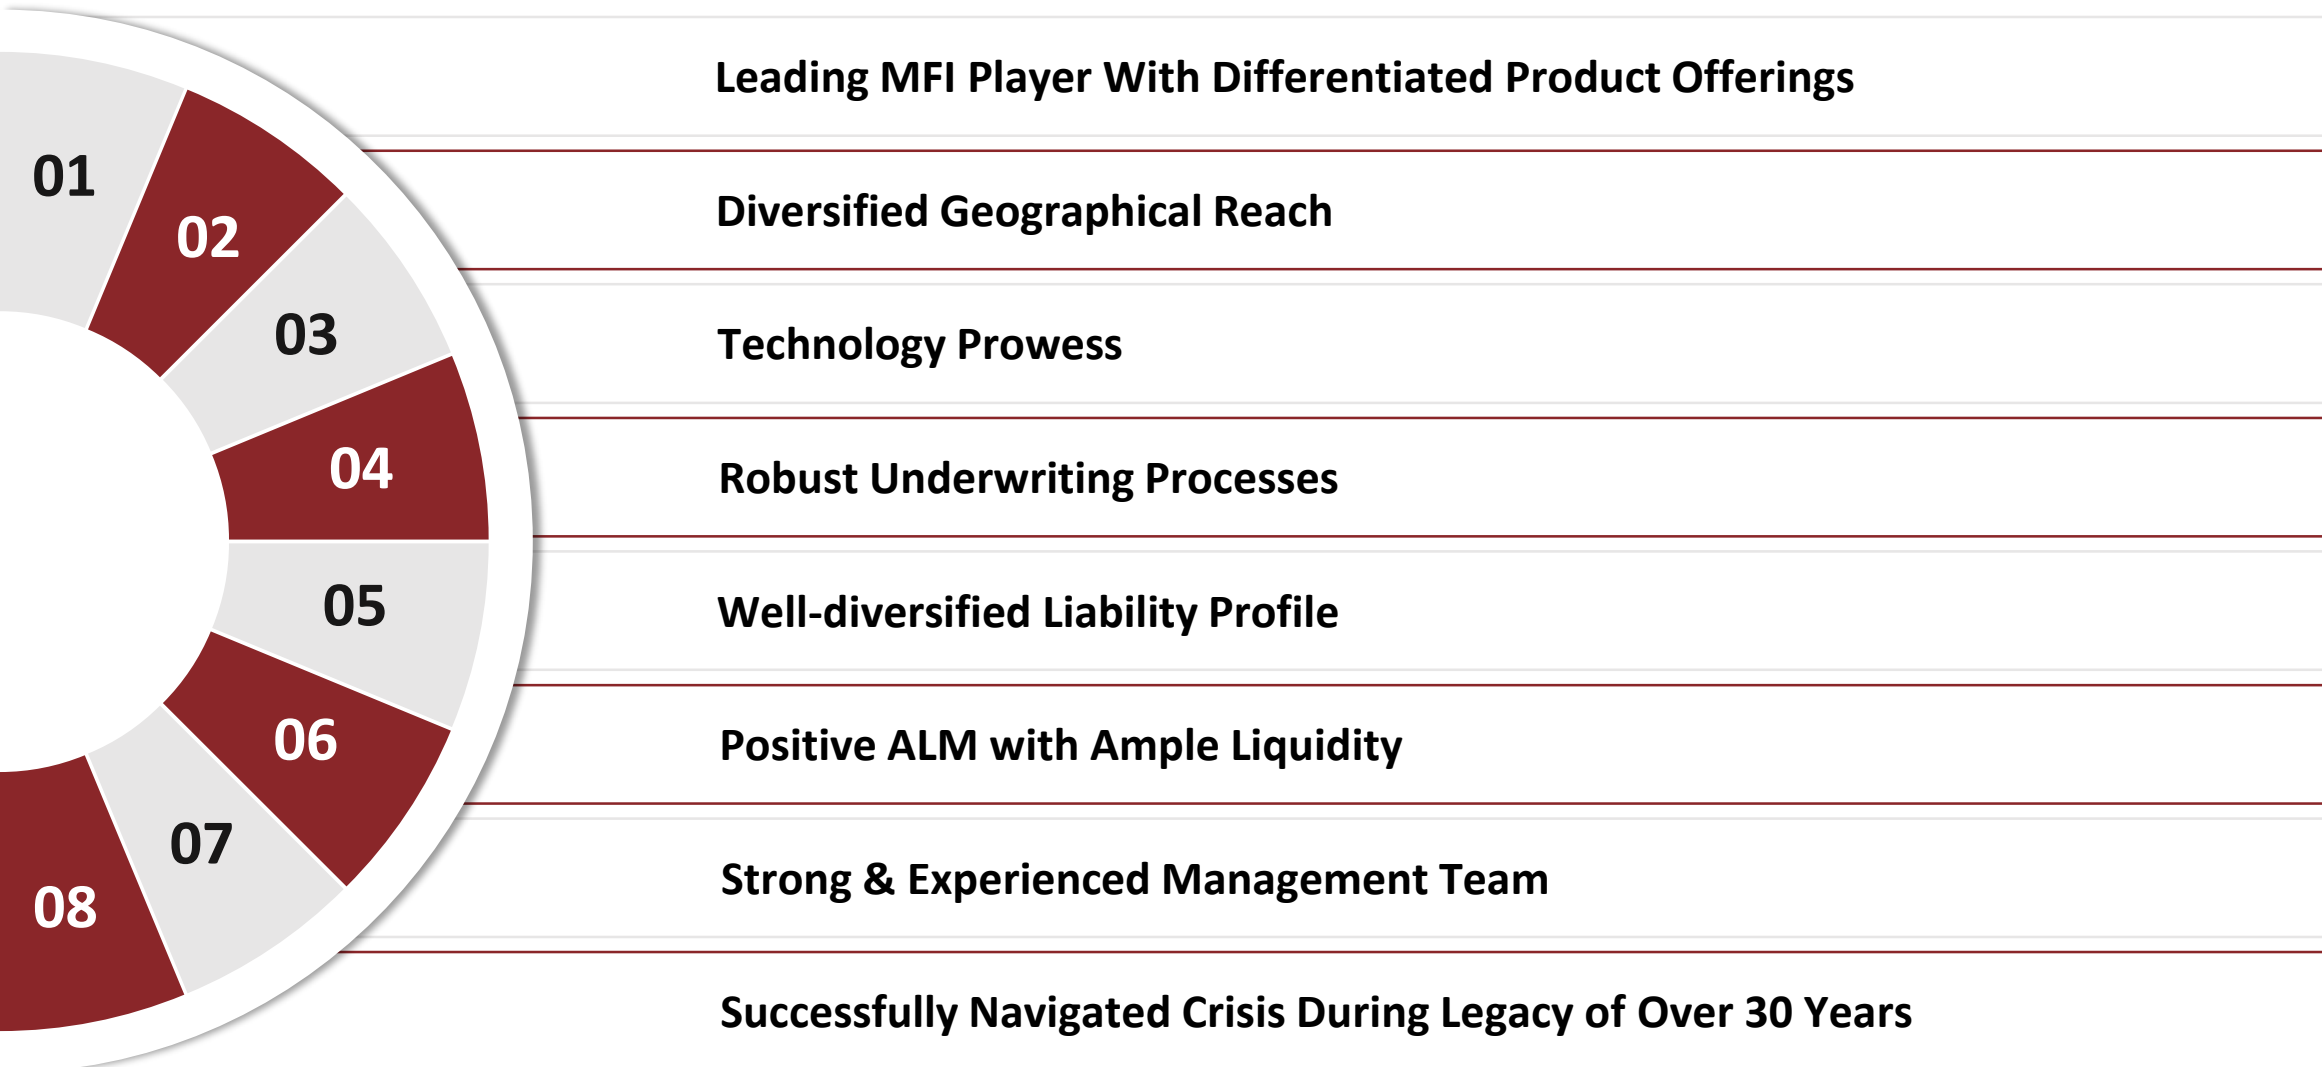 01
Leading MFI Player With Differentiated Product Offerings
02
Diversified Geographical Reach
03
Technology Prowess
04
Robust Underwriting Processes
05
Well-diversified Liability Profile
06
Positive ALM with Ample Liquidity
07
Strong & Experienced Management Team
08
Successfully Navigated Crisis During Legacy of Over 30 Years